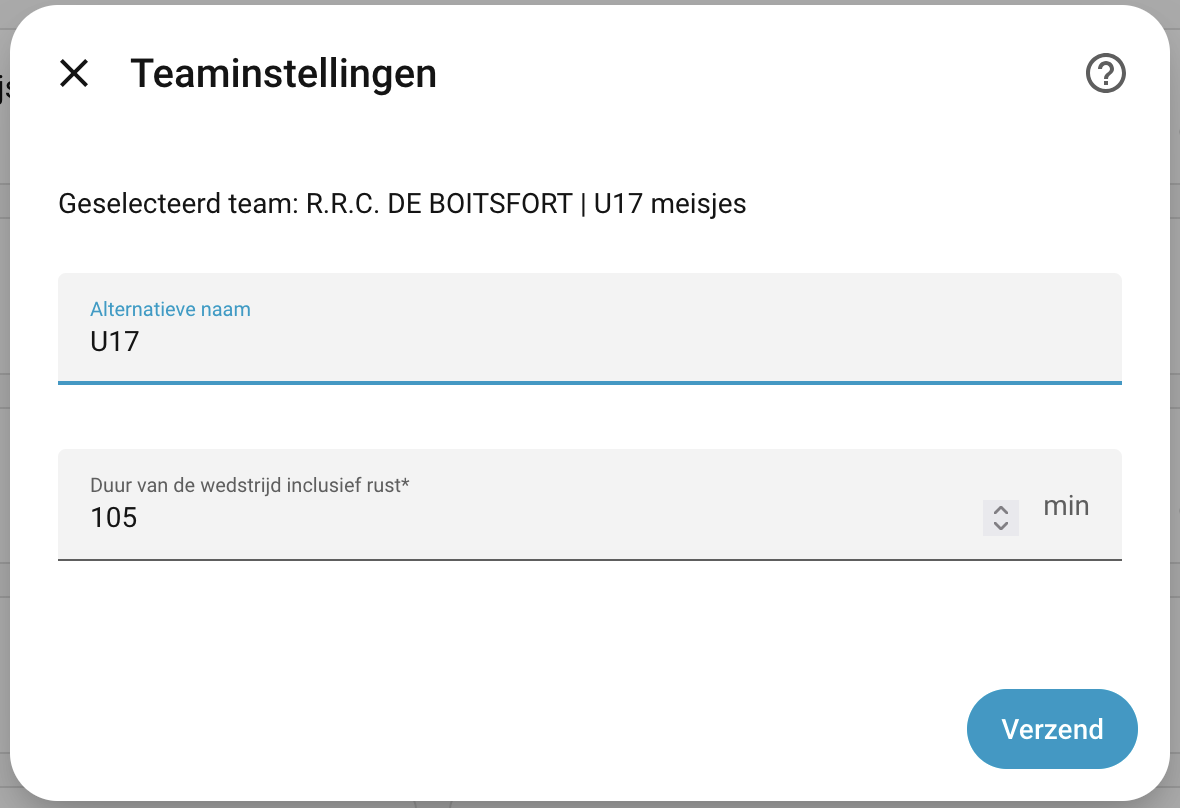 Teaminstellingen
Geselecteerd team: R.R.C. DE BOITSFORT | U17 meisjes
Alternatieve naam
U17
Duur van de wedstrijd inclusief rust*
105
min
Verzend